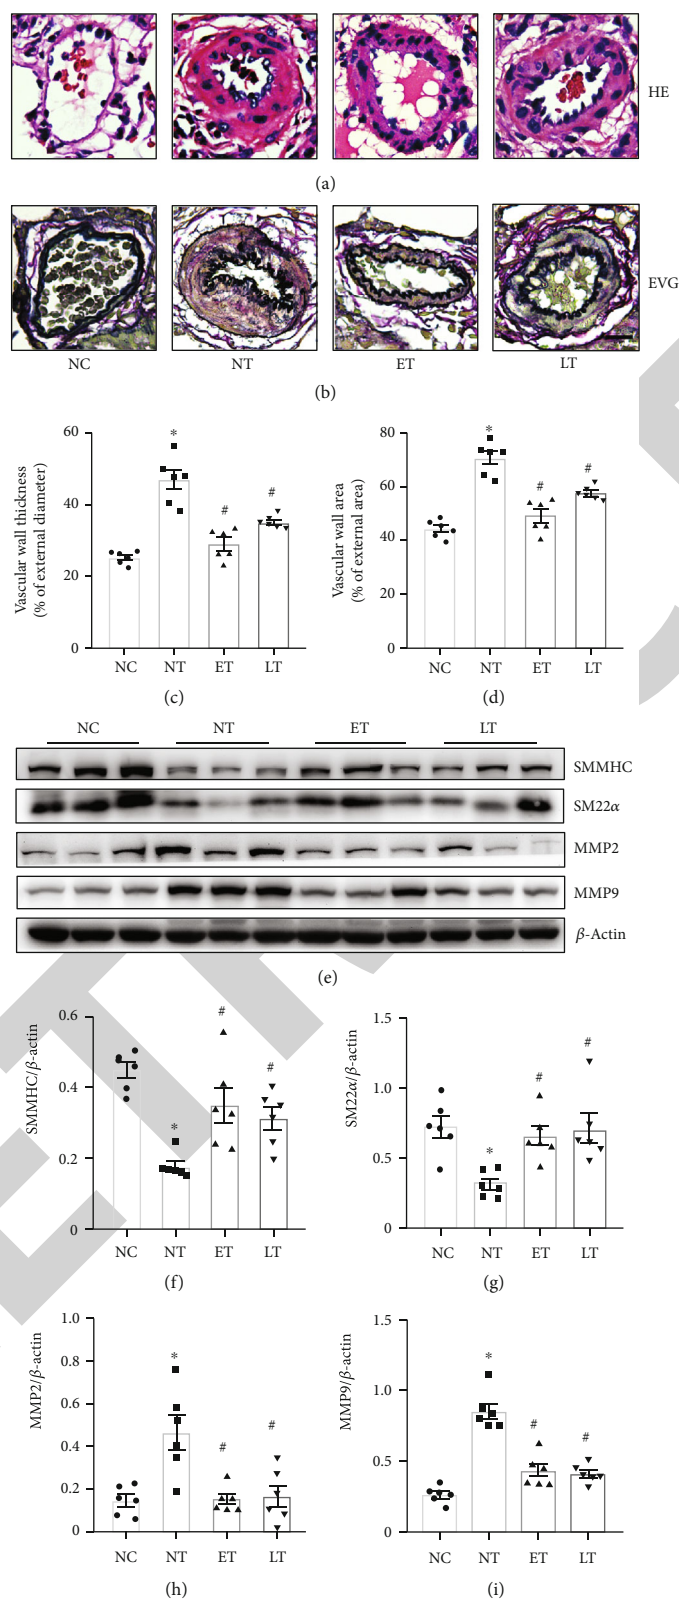 HE
(a)
EVG
NC NT ET LT
(b)
60
40
20
0
Vascular wall thickness
(% of external diameter)
*
#
#
NC NT ET LT
(c)
80
60
40
20
0
Vascular wall area
(% of external area)
*
#
#
NC NT ET LT
(d)
NC NT ET LT
SMMHC
SM22α
MMP2
MMP9
β-Actin
(e)
0.6
0.4
0.2
0
SMMHC/β-actin
*
#
#
NC NT ET LT
(f)
1.5
1.0
0.5
0
SM22α/β-actin
*
#
#
NC NT ET LT
(g)
1.0
0.8
0.6
0.4
0.2
0
MMP2/β-actin
*
#
#
NC NT ET LT
(h)
1.5
1.0
0.5
0
MMP9/β-actin
*
#
#
NC NT ET LT
(i)